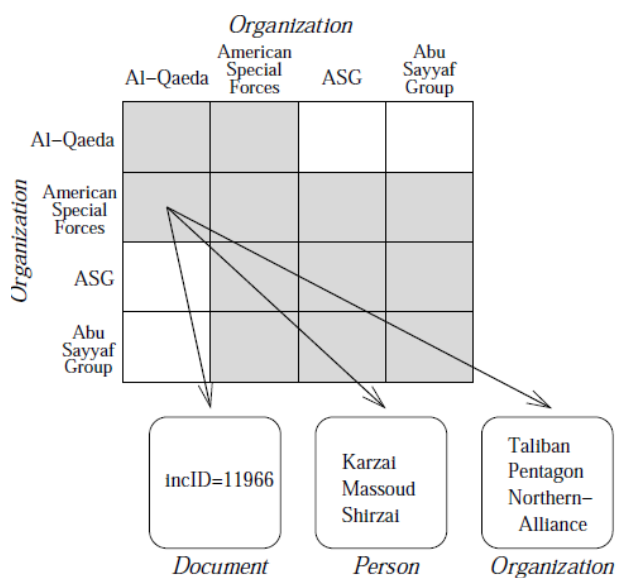 Organization
Al-Qaeda
American
Special
Forces
ASG
Abu
Sayyaf
Group
Organization
Al-Qaeda
American
Special
Forces
ASG
Abu
Sayyaf
Group
incID=11966
Karzai
Massoud
Shirzai
Taliban
Pentagon
Northern-
Alliance
Document
Person
Organization